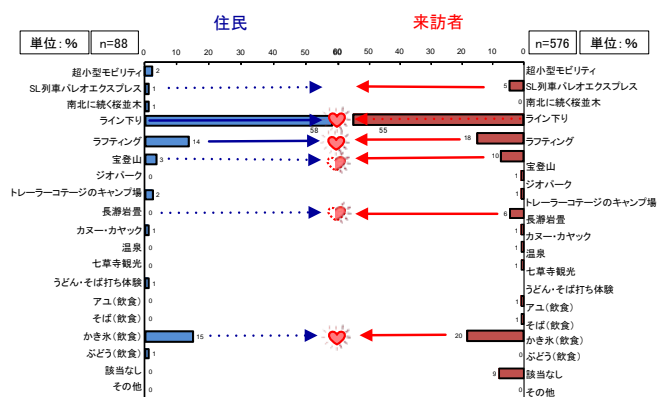 住民
来訪者
単位：％
n=88
n=576
単位：％
0 10 20 30 40 50 60
60 50 40 30 20 10 0
超小型モビリティ 2
SL列車パレオエクスプレス 1
南北に続く桜並木 1
ライン下り 58
ラフティング 14
宝登山 3
ジオパーク 0
トレーラーコテージのキャンプ場 2
長瀞岩畳 0
カヌー・カヤック 1
温泉 0
七草寺観光 0
うどん・そば打ち体験 1
アユ（飲食） 0
そば（飲食） 0
かき氷（飲食） 15
ぶどう（飲食） 1
該当なし 0
その他 0
超小型モビリティ
5 SL列車パレオエクスプレス
0 南北に続く桜並木
55 ライン下り
18 ラフティング
10 宝登山
1 ジオパーク
1 トレーラーコテージのキャンプ場
6 長瀞岩畳
1 カヌー・カヤック
1 温泉
1 七草寺観光
うどん・そば打ち体験
1 アユ（飲食）
1 そば（飲食）
20 かき氷（飲食）
0 ぶどう（飲食）
9 該当なし
0 その他